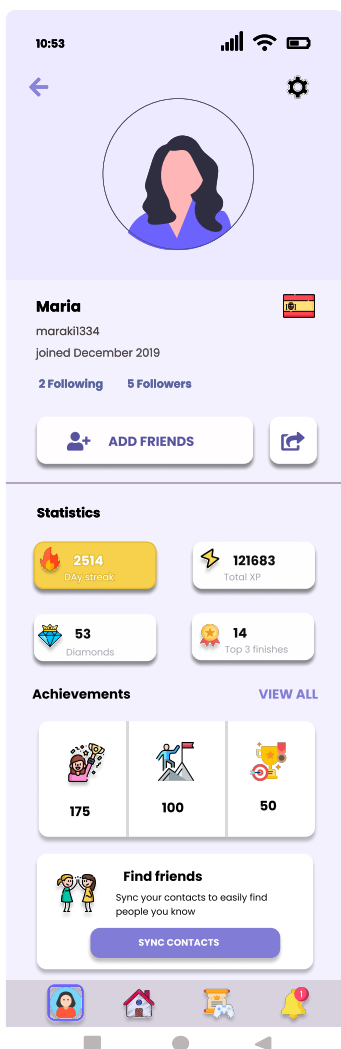 10:53
Maria
maraki1334
joined December 2019
2 Following 5 Followers
ADD FRIENDS
Statistics
2514
DAy streak
121683
Total XP
53
Diamonds
14
Top 3 finishes
Achievements VIEW ALL
175 100 50
Find friends
Sync your contacts to easily find
people you know
SYNC CONTACTS
1